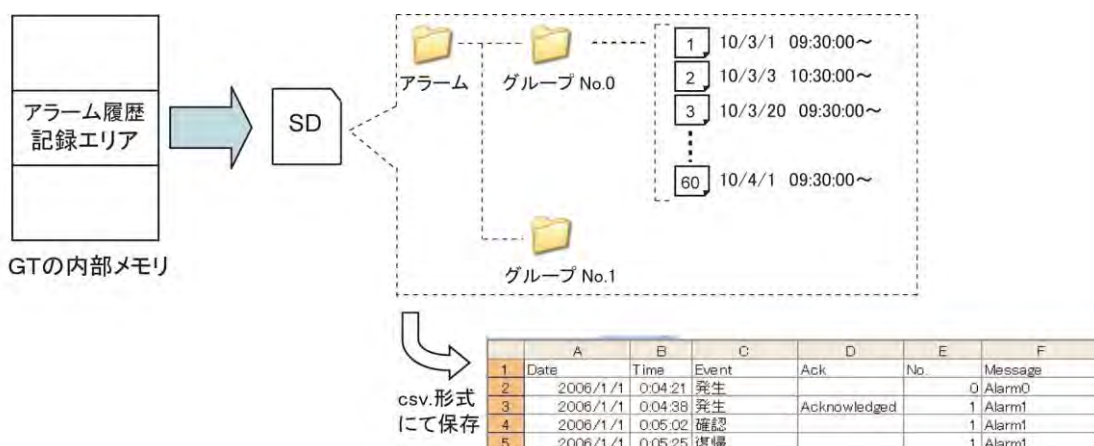 アラーム履歴
記録エリア
GTの内部メモリ
SD
アラーム
グループ No.0
1 10/3/1 09:30:00～
2 10/3/3 10:30:00～
3 10/3/20 09:30:00～
60 10/4/1 09:30:00～
グループ No.1
csv.形式
にて保存
A B C D E F
1 Date Time Event Ack No. Message
2 2006/1/1 0:04:21 発生 0 Alarm0
3 2006/1/1 0:04:38 発生 Acknowledged 1 Alarm1
4 2006/1/1 0:05:02 確認 1 Alarm1
5 2006/1/1 0:05:25 復帰 1 Alarm1